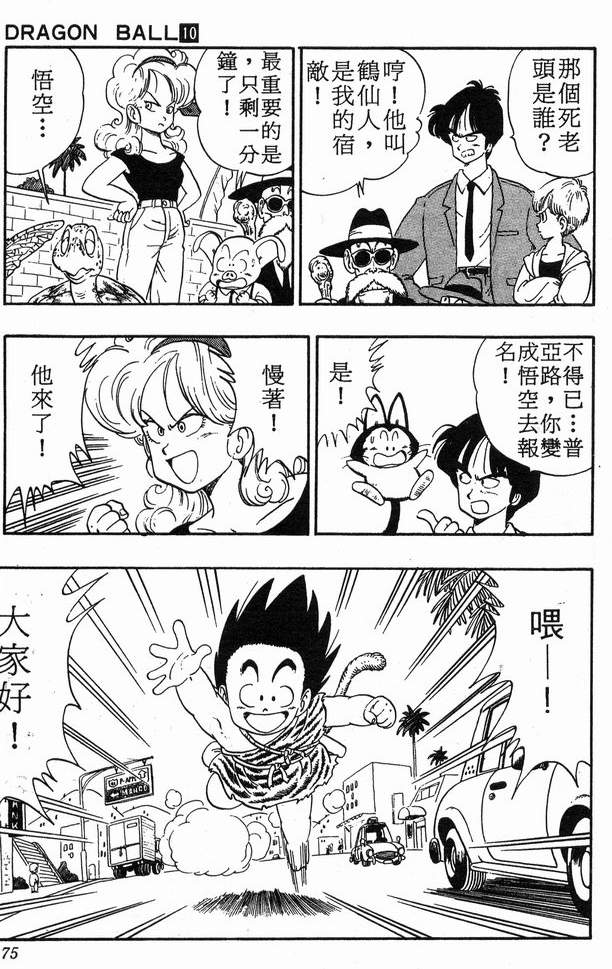 DRAGON BALL 10
那個死老
頭是誰?
哼!他叫
鶴仙人,
是我的宿
敵!
最重要的是
,只剩一分
鐘了!
悟空…
不得已…普
亞路,你變
成悟空去報
名!
是!
慢著!
他來了!
喂—!
大家好!
75